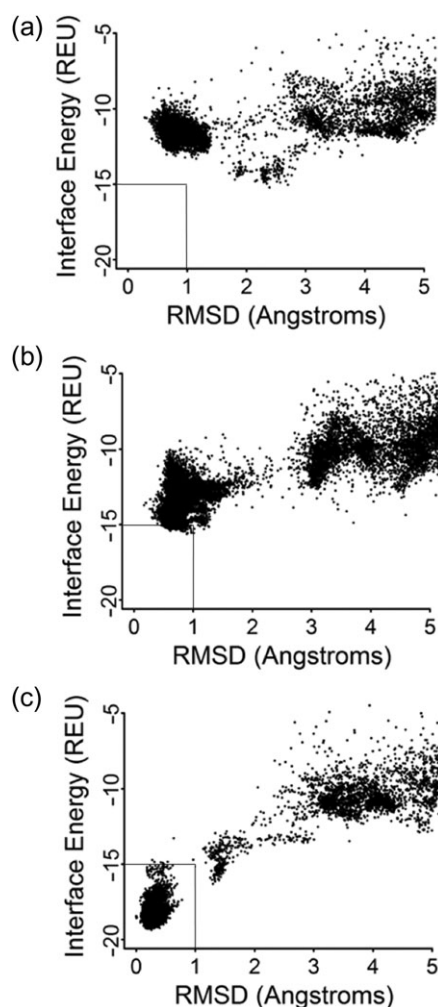 (a)
Interface Energy (REU)
-5
-10
-15
-20
0 1 2 3 4 5
RMSD (Angstroms)
(b)
Interface Energy (REU)
-5
-10
-15
-20
0 1 2 3 4 5
RMSD (Angstroms)
(c)
Interface Energy (REU)
-5
-10
-15
-20
0 1 2 3 4 5
RMSD (Angstroms)